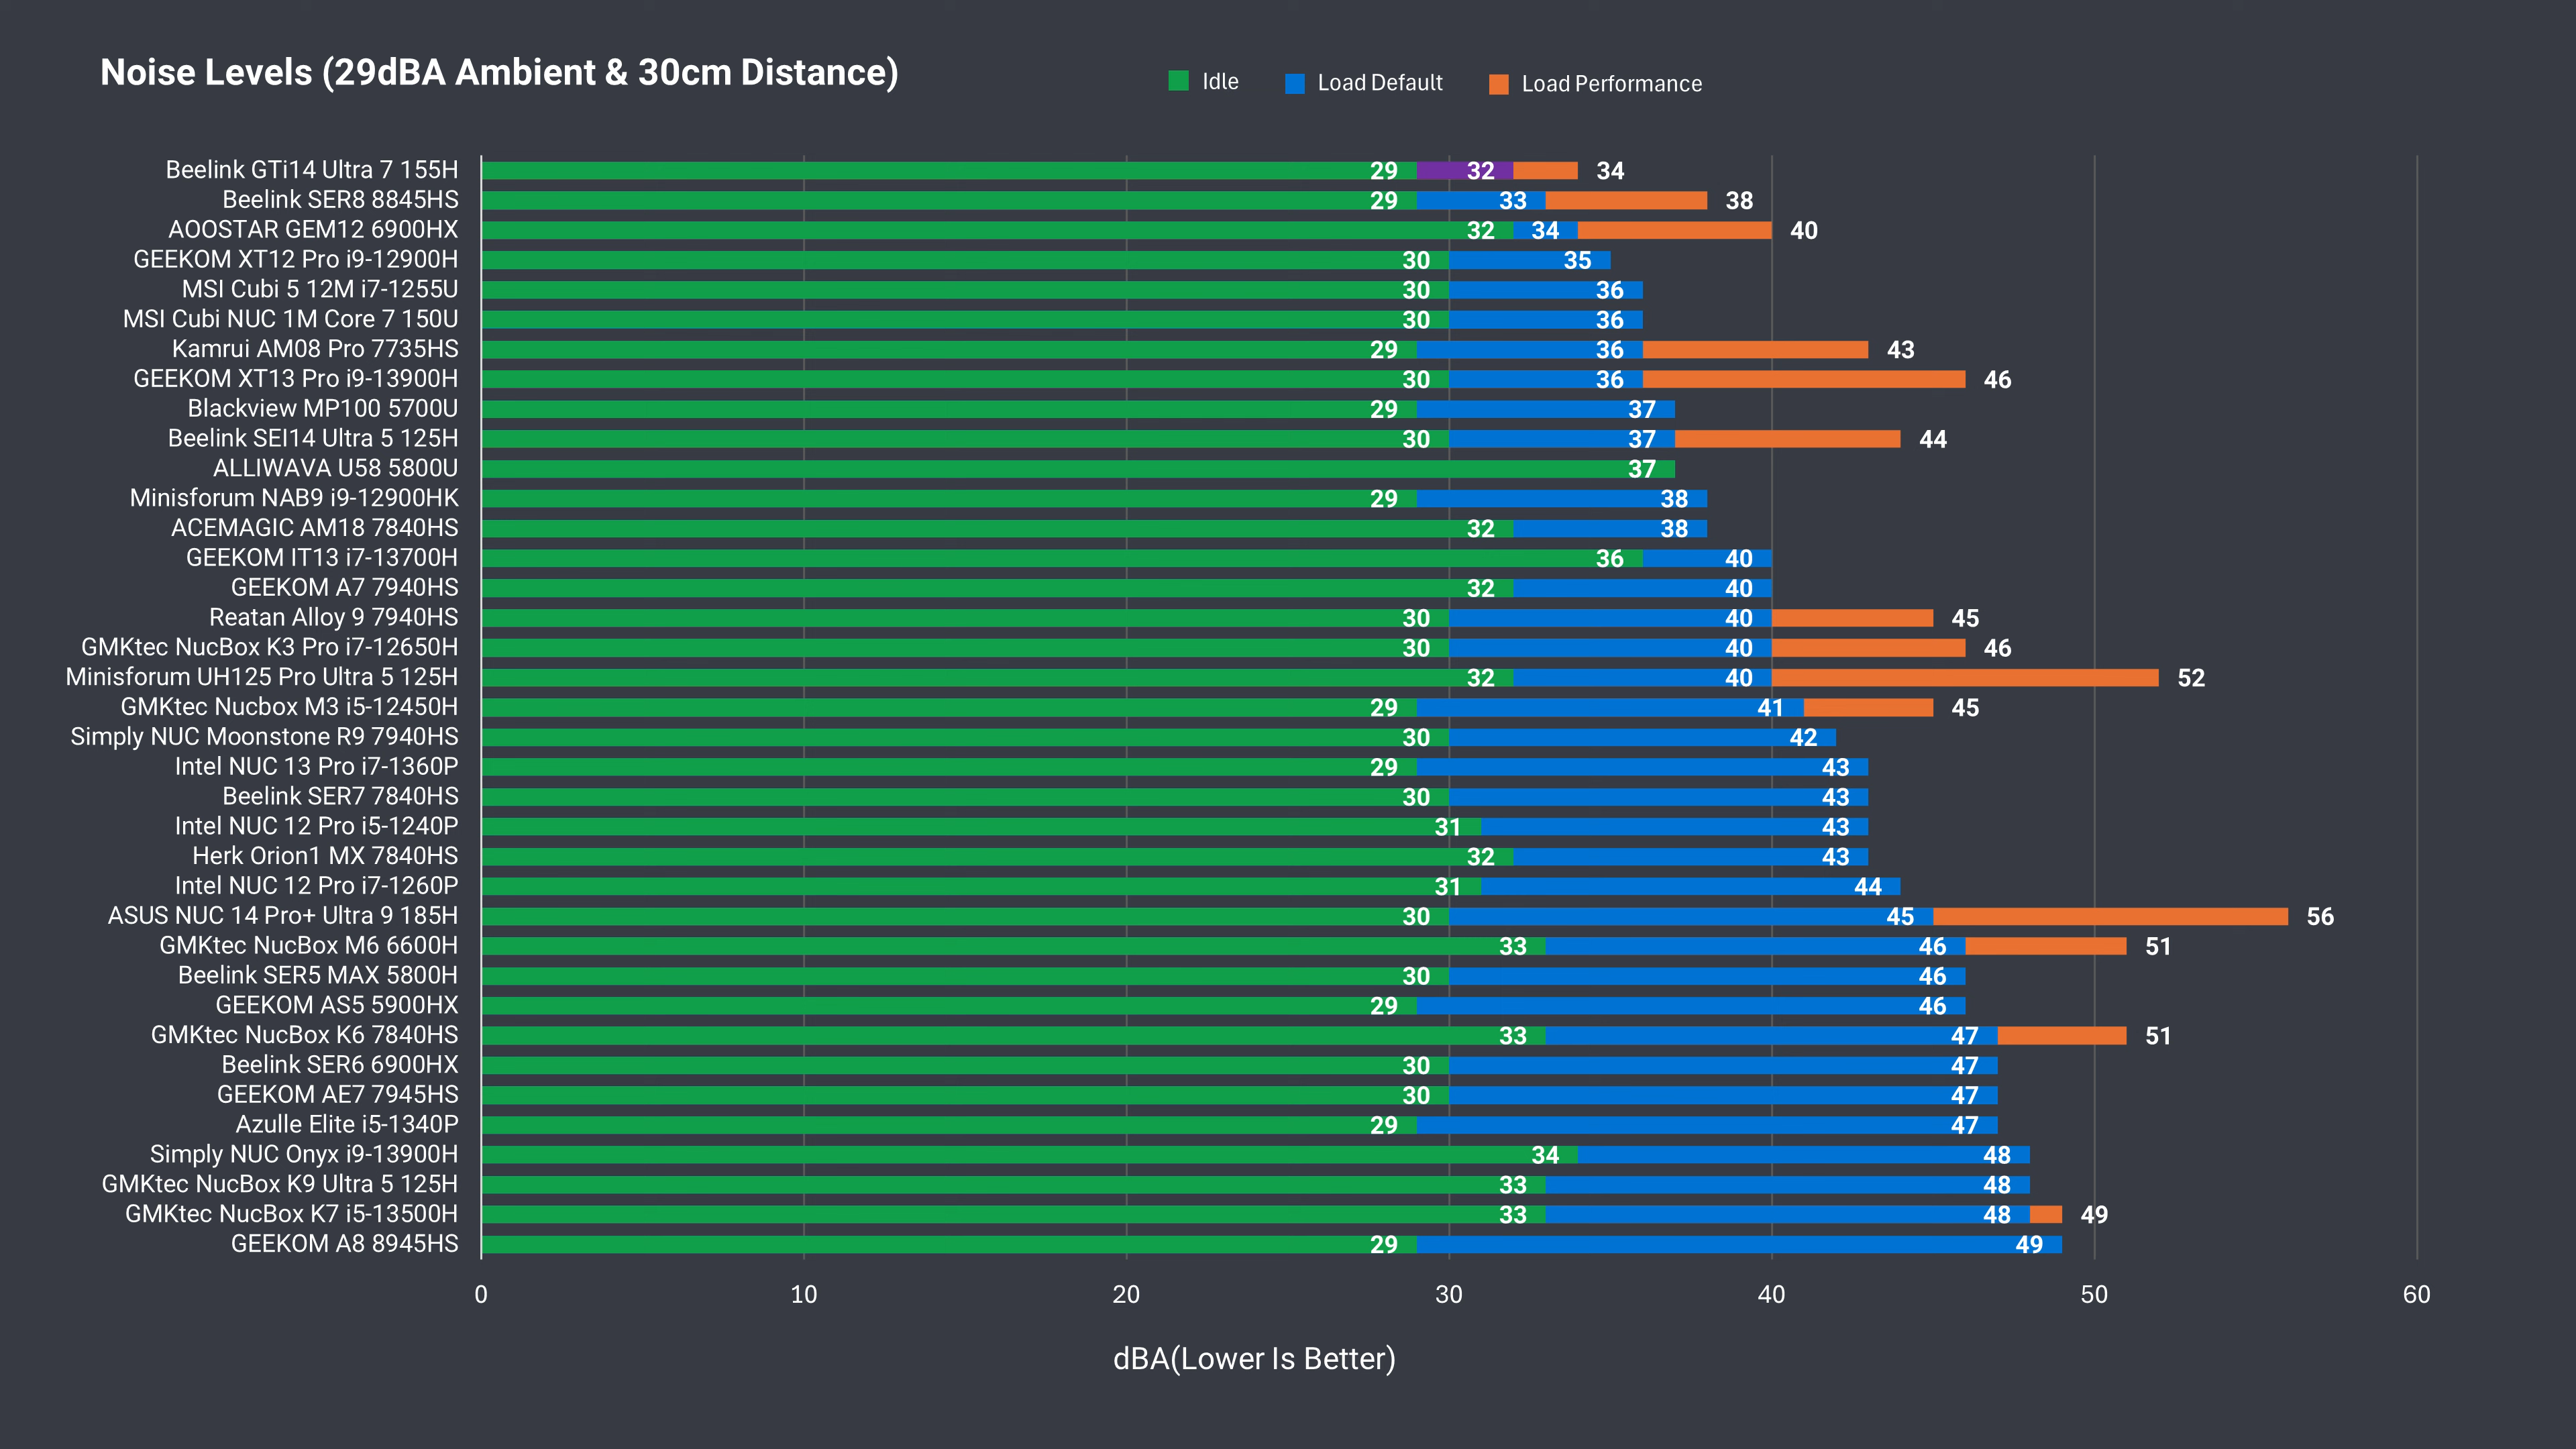 Noise Levels (29dBA Ambient & 30cm Distance)
Idle Load Default Load Performance
Beelink GTi14 Ultra 7 155H 29 32 34
Beelink SER8 8845HS 29 33 38
AOOSTAR GEM12 6900HX 32 34 40
GEEKOM XT12 Pro i9-12900H 30 35
MSI Cubi 5 12M i7-1255U 30 36
MSI Cubi NUC 1M Core 7 150U 30 36
Kamrui AM08 Pro 7735HS 29 36 43
GEEKOM XT13 Pro i9-13900H 30 36 46
Blackview MP100 5700U 29 37
Beelink SEI14 Ultra 5 125H 30 37 44
ALLIWAVA U58 5800U 37
Minisforum NAB9 i9-12900HK 29 38
ACEMAGIC AM18 7840HS 32 38
GEEKOM IT13 i7-13700H 36 40
GEEKOM A7 7940HS 32 40
Reatan Alloy 9 7940HS 30 40 45
GMKtec NucBox K3 Pro i7-12650H 30 40 46
Minisforum UH125 Pro Ultra 5 125H 32 40 52
GMKtec Nucbox M3 i5-12450H 29 41 45
Simply NUC Moonstone R9 7940HS 30 42
Intel NUC 13 Pro i7-1360P 29 43
Beelink SER7 7840HS 30 43
Intel NUC 12 Pro i5-1240P 31 43
Herk Orion1 MX 7840HS 32 43
Intel NUC 12 Pro i7-1260P 31 44
ASUS NUC 14 Pro+ Ultra 9 185H 30 45 56
GMKtec NucBox M6 6600H 33 46 51
Beelink SER5 MAX 5800H 30 46
GEEKOM AS5 5900HX 29 46
GMKtec NucBox K6 7840HS 33 47 51
Beelink SER6 6900HX 30 47
GEEKOM AE7 7945HS 30 47
Azulle Elite i5-1340P 29 47
Simply NUC Onyx i9-13900H 34 48
GMKtec NucBox K9 Ultra 5 125H 33 48
GMKtec NucBox K7 i5-13500H 33 48 49
GEEKOM A8 8945HS 29 49
0 10 20 30 40 50 60
dBA(Lower Is Better)